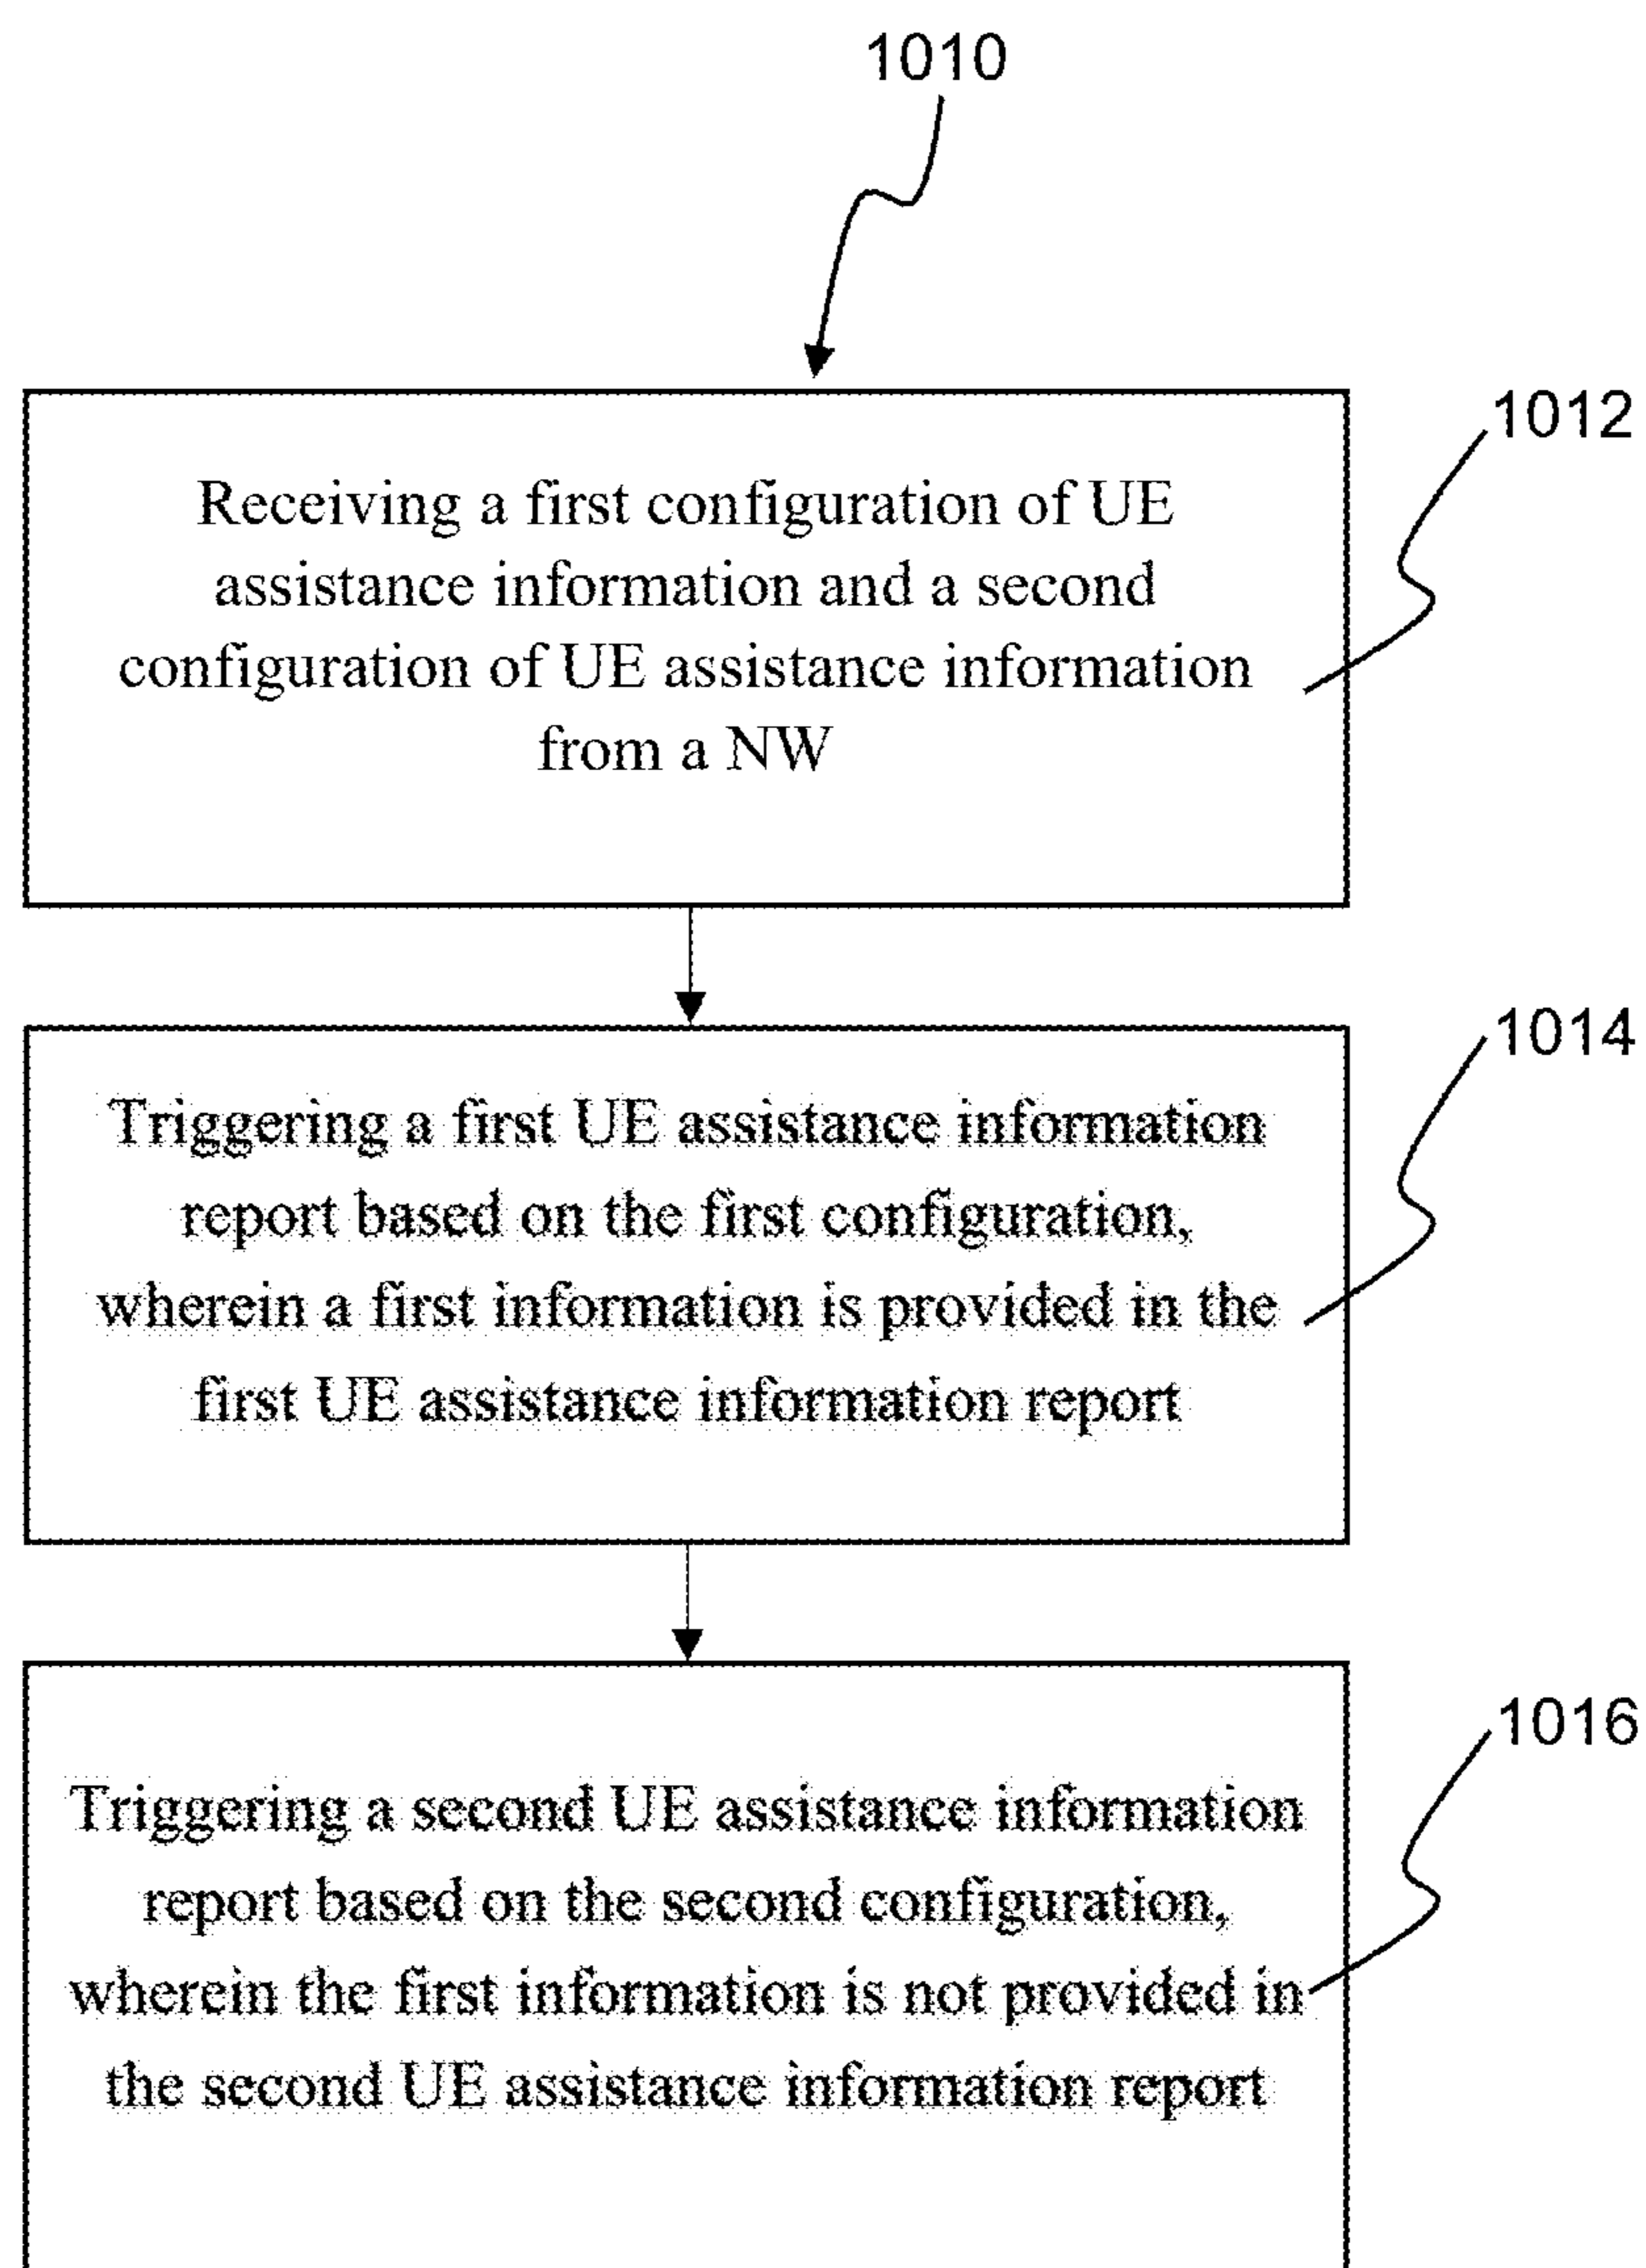 1010
1012
Receiving a first configuration of UE
assistance information and a second
configuration of UE assistance information
from a NW
1014
Triggering a first UE assistance information
report based on the first configuration,
wherein a first information is provided in the
first UE assistance information report
1016
Triggering a second UE assistance information
report based on the second configuration,
wherein the first information is not provided in
the second UE assistance information report